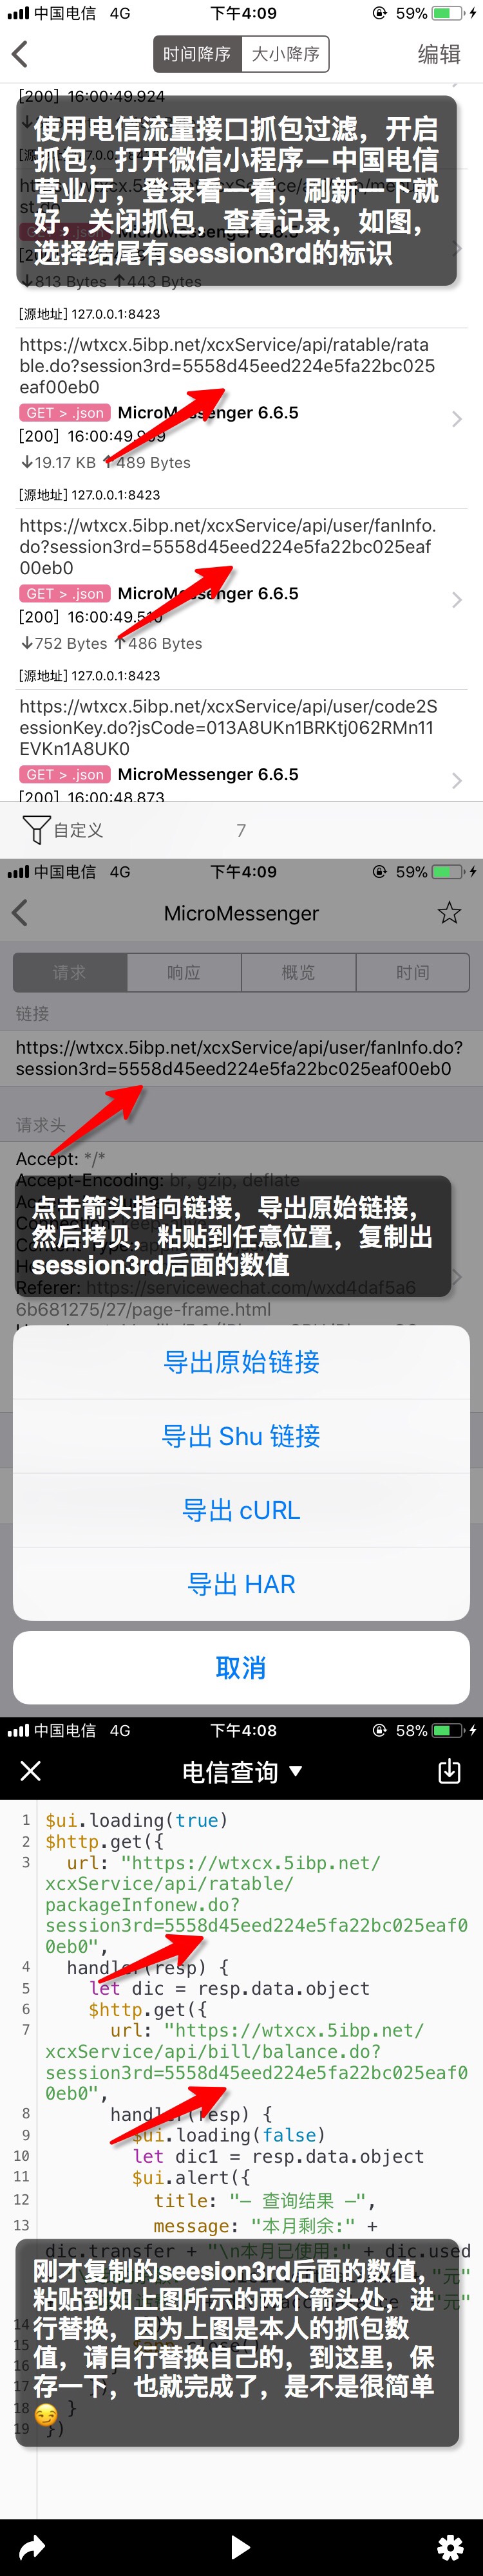 中国电信 4G 下午4:09 59%
时间降序 大小降序 编辑
[200] 16:00:49.924
使用电信流量接口抓包过滤，开启
抓包，打开微信小程序—中国电信
营业厅，登录看一看，刷新一下就
好，关闭抓包，查看记录，如图，
选择结尾有session3rd的标识
↓813 Bytes ↑443 Bytes
[源地址] 127.0.0.1:8423
https://wtxcx.5ibp.net/xcxService/api/ratable/rata
ble.do?session3rd=5558d45eed224e5fa22bc025
eaf00eb0
GET > .json MicroMessenger 6.6.5
[200] 16:00:49.909
↓19.17 KB ↑489 Bytes
[源地址] 127.0.0.1:8423
https://wtxcx.5ibp.net/xcxService/api/user/fanInfo.
do?session3rd=5558d45eed224e5fa22bc025eaf
00eb0
GET > .json MicroMessenger 6.6.5
[200] 16:00:49.510
↓752 Bytes ↑486 Bytes
[源地址] 127.0.0.1:8423
https://wtxcx.5ibp.net/xcxService/api/user/code2S
essionKey.do?jsCode=013A8UKn1BRKtj062RMn11
EVKn1A8UK0
GET > .json MicroMessenger 6.6.5
[200] 16:00:48.873
自定义 7
中国电信 4G 下午4:09 59%
MicroMessenger
请求 响应 概览 时间
链接
https://wtxcx.5ibp.net/xcxService/api/user/fanInfo.do?
session3rd=5558d45eed224e5fa22bc025eaf00eb0
请求头
Accept: */*
Accept-Encoding: br, gzip, deflate
点击箭头指向链接，导出原始链接，
然后拷贝，粘贴到任意位置，复制出
session3rd后面的数值
Referer: https://servicewechat.com/wxd4daf5a6
6b681275/27/page-frame.html
导出原始链接
导出 Shu 链接
导出 cURL
导出 HAR
取消
中国电信 4G 下午4:08 58%
电信查询 ▼
1 $ui.loading(true)
2 $http.get({
3 url: "https://wtxcx.5ibp.net/
xcxService/api/ratable/
packageInfonew.do?
session3rd=5558d45eed224e5fa22bc025eaf0
0eb0",
4 handler(resp) {
5 let dic = resp.data.object
6 $http.get({
7 url: "https://wtxcx.5ibp.net/
xcxService/api/bill/balance.do?
session3rd=5558d45eed224e5fa22bc025eaf0
0eb0",
8 handler(resp) {
9 $ui.loading(false)
10 let dic1 = resp.data.object
11 $ui.alert({
12 title: "— 查询结果 —",
13 message: "本月剩余:" +
dic.transfer + "\n本月已使用:" + dic.used
刚才复制的seesion3rd后面的数值，
粘贴到如上图所示的两个箭头处，进
行替换，因为上图是本人的抓包数
值，请自行替换自己的，到这里，保
存一下，也就完成了，是不是很简单
😏
14
15
16
17
18 }
19 })